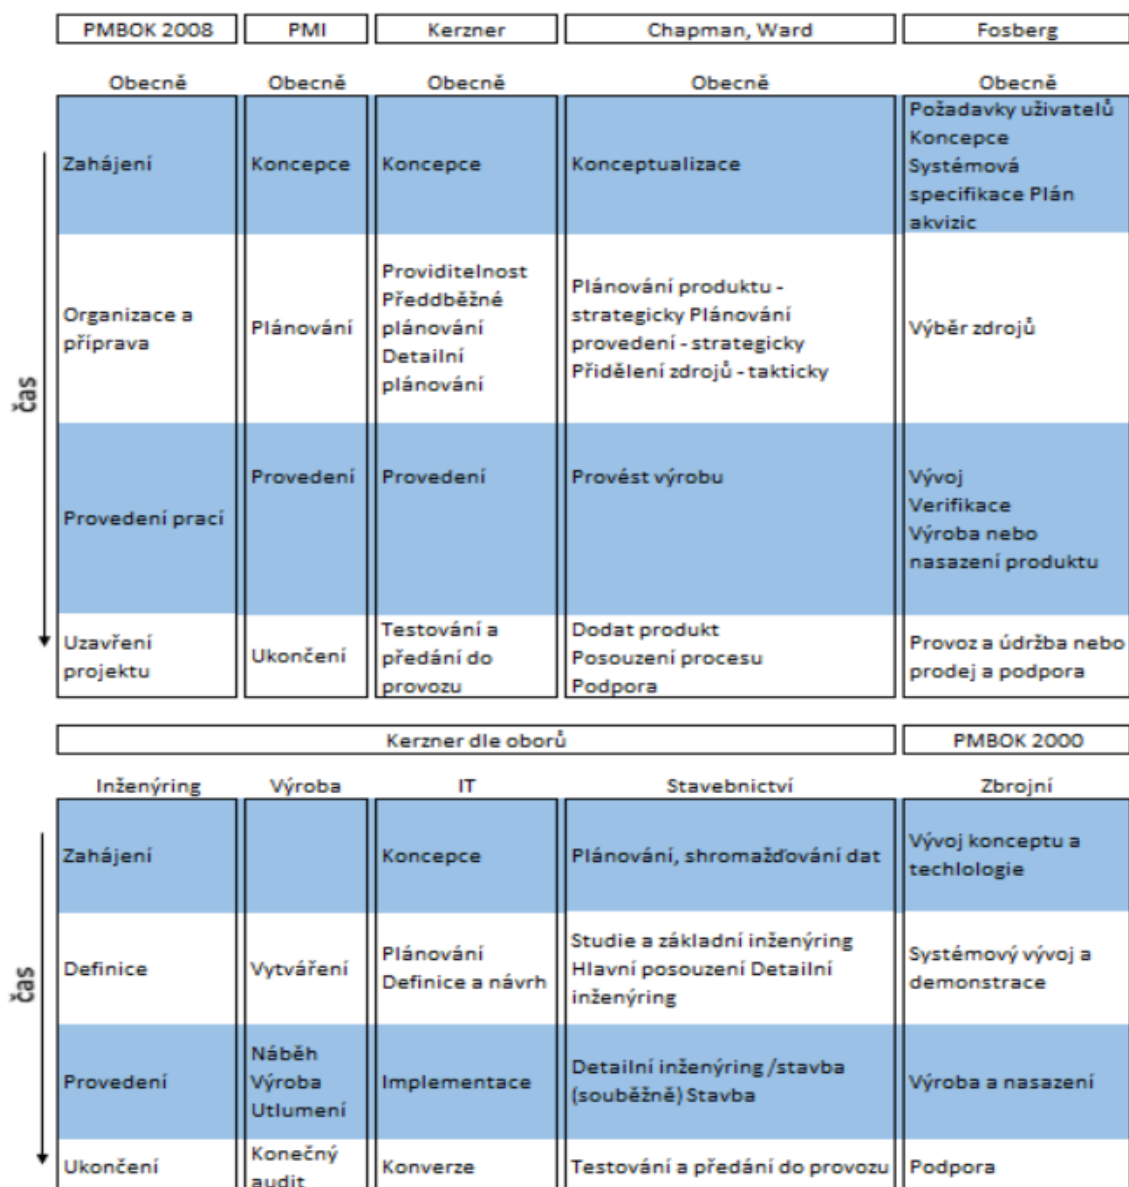 PMBOK 2008 PMI Kerzner Chapman, Ward Fosberg
Obecně Obecně Obecně Obecně Obecně
Zahájení
Koncepce
Koncepce
Konceptualizace
Požadavky uživatelů
Koncepce
Systémová
specifikace Plán
akvizic
Organizace a
příprava
Plánování
Providitelnost
Předdběžné
plánování
Detailní
plánování
Plánování produktu -
strategicky Plánování
provedení - strategicky
Přidělení zdrojů - takticky
Výběr zdrojů
Provedení prací
Provedení
Provedení
Provést výrobu
Vývoj
Verifikace
Výroba nebo
nasazení produktu
Uzavření
projektu
Ukončení
Testování a
předání do
provozu
Dodat produkt
Posouzení procesu
Podpora
Provoz a údržba nebo
prodej a podpora
čas
Kerzner dle oborů PMBOK 2000
Inženýring Výroba IT Stavebnictví Zbrojní
Zahájení
Koncepce
Plánování, shromažďování dat
Vývoj konceptu a
techlologie
Definice
Vytváření
Plánování
Definice a návrh
Studie a základní inženýring
Hlavní posouzení Detailní
inženýring
Systémový vývoj a
demonstrace
Provedení
Náběh
Výroba
Utlumení
Implementace
Detailní inženýring /stavba
(souběžně) Stavba
Výroba a nasazení
Ukončení
Konečný
audit
Konverze
Testování a předání do provozu
Podpora
čas